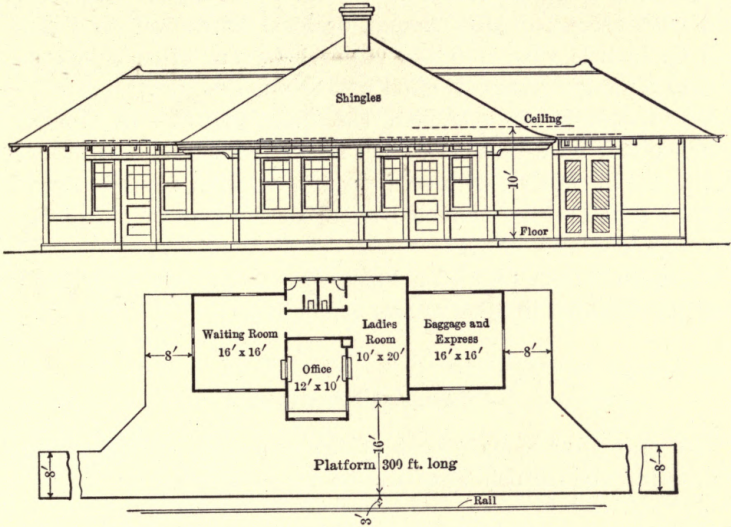 Shingles
Ceiling
10′
Floor
Waiting Room
16′ x 16′
Ladies
Room
10′ x 20′
Baggage and
Express
16′ x 16′
8′
8′
Office
12′ x 10′
16′
Platform 300 ft. long
8′
8′
3′
Rail